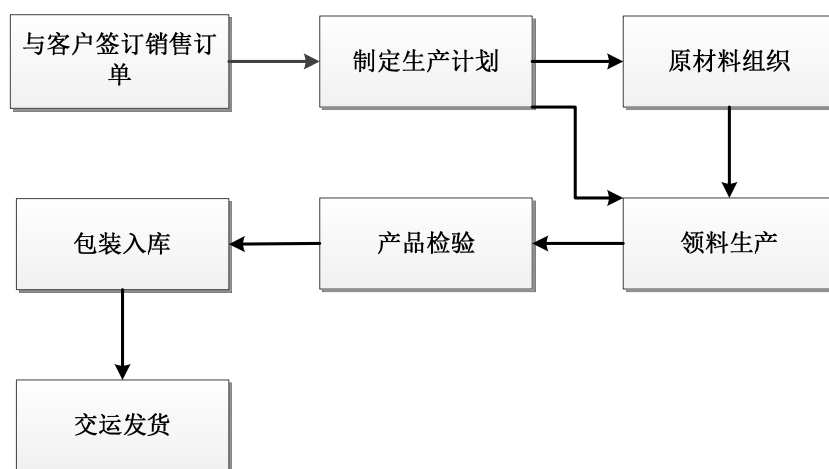 与客户签订销售订
单
制定生产计划
原材料组织
包装入库
产品检验
领料生产
交运发货